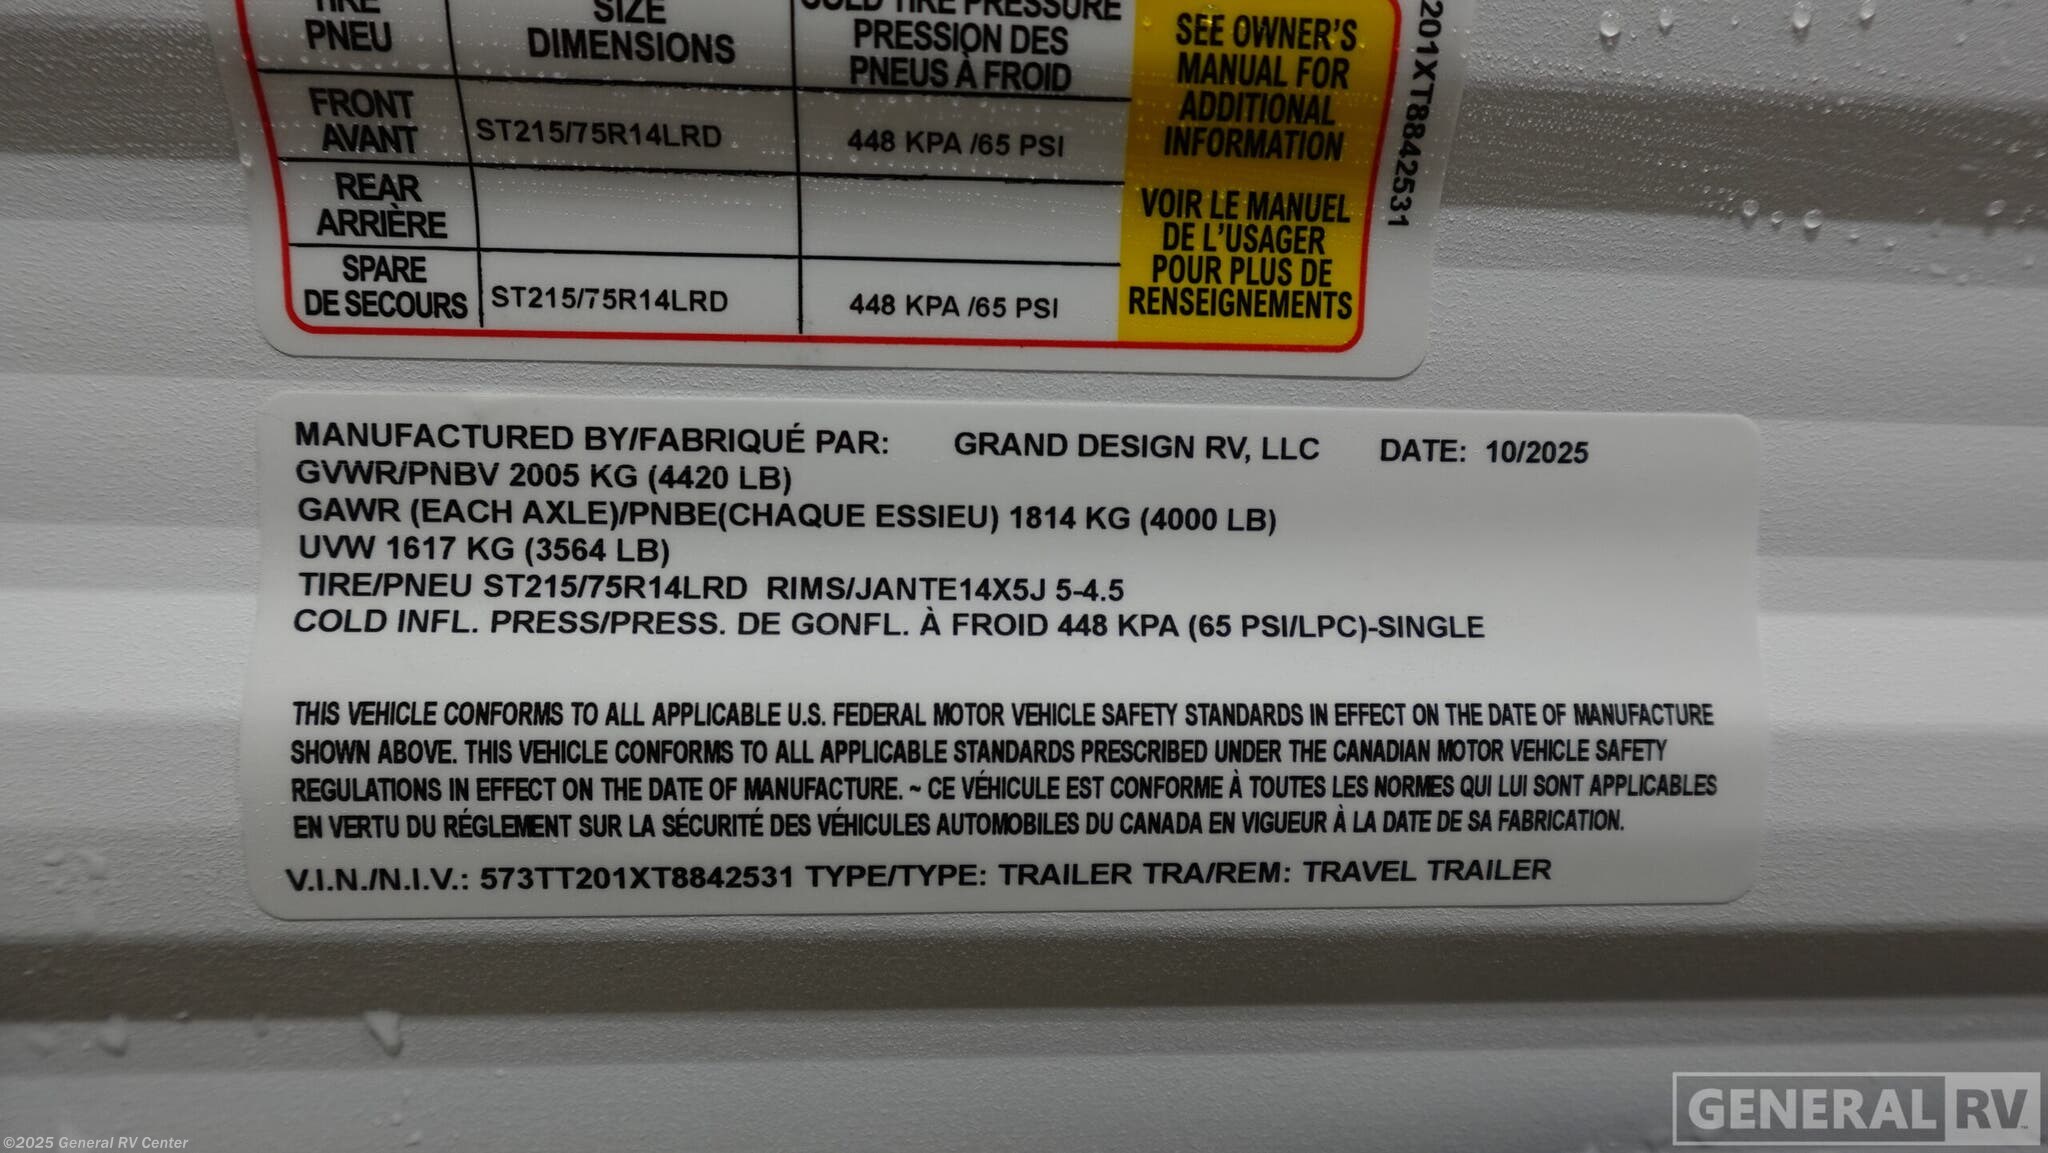 TIRE SIZE COLD TIRE PRESSURE
PNEU DIMENSIONS PRESSION DES
PNEUS À FROID
FRONT
AVANT ST215/75R14LRD 448 KPA /65 PSI
REAR
ARRIÈRE
SPARE
DE SECOURS ST215/75R14LRD 448 KPA /65 PSI
SEE OWNER'S
MANUAL FOR
ADDITIONAL
INFORMATION
VOIR LE MANUEL
DE L'USAGER
POUR PLUS DE
RENSEIGNEMENTS
201XT8842531
MANUFACTURED BY/FABRIQUÉ PAR: GRAND DESIGN RV, LLC DATE: 10/2025
GVWR/PNBV 2005 KG (4420 LB)
GAWR (EACH AXLE)/PNBE(CHAQUE ESSIEU) 1814 KG (4000 LB)
UVW 1617 KG (3564 LB)
TIRE/PNEU ST215/75R14LRD RIMS/JANTE14X5J 5-4.5
COLD INFL. PRESS/PRESS. DE GONFL. À FROID 448 KPA (65 PSI/LPC)-SINGLE
THIS VEHICLE CONFORMS TO ALL APPLICABLE U.S. FEDERAL MOTOR VEHICLE SAFETY STANDARDS IN EFFECT ON THE DATE OF MANUFACTURE
SHOWN ABOVE. THIS VEHICLE CONFORMS TO ALL APPLICABLE STANDARDS PRESCRIBED UNDER THE CANADIAN MOTOR VEHICLE SAFETY
REGULATIONS IN EFFECT ON THE DATE OF MANUFACTURE. ~ CE VÉHICULE EST CONFORME À TOUTES LES NORMES QUI LUI SONT APPLICABLES
EN VERTU DU RÉGLEMENT SUR LA SÉCURITÉ DES VÉHICULES AUTOMOBILES DU CANADA EN VIGUEUR À LA DATE DE SA FABRICATION.
V.I.N./N.I.V.: 573TT201XT8842531 TYPE/TYPE: TRAILER TRA/REM: TRAVEL TRAILER
GENERAL RV
©2025 General RV Center